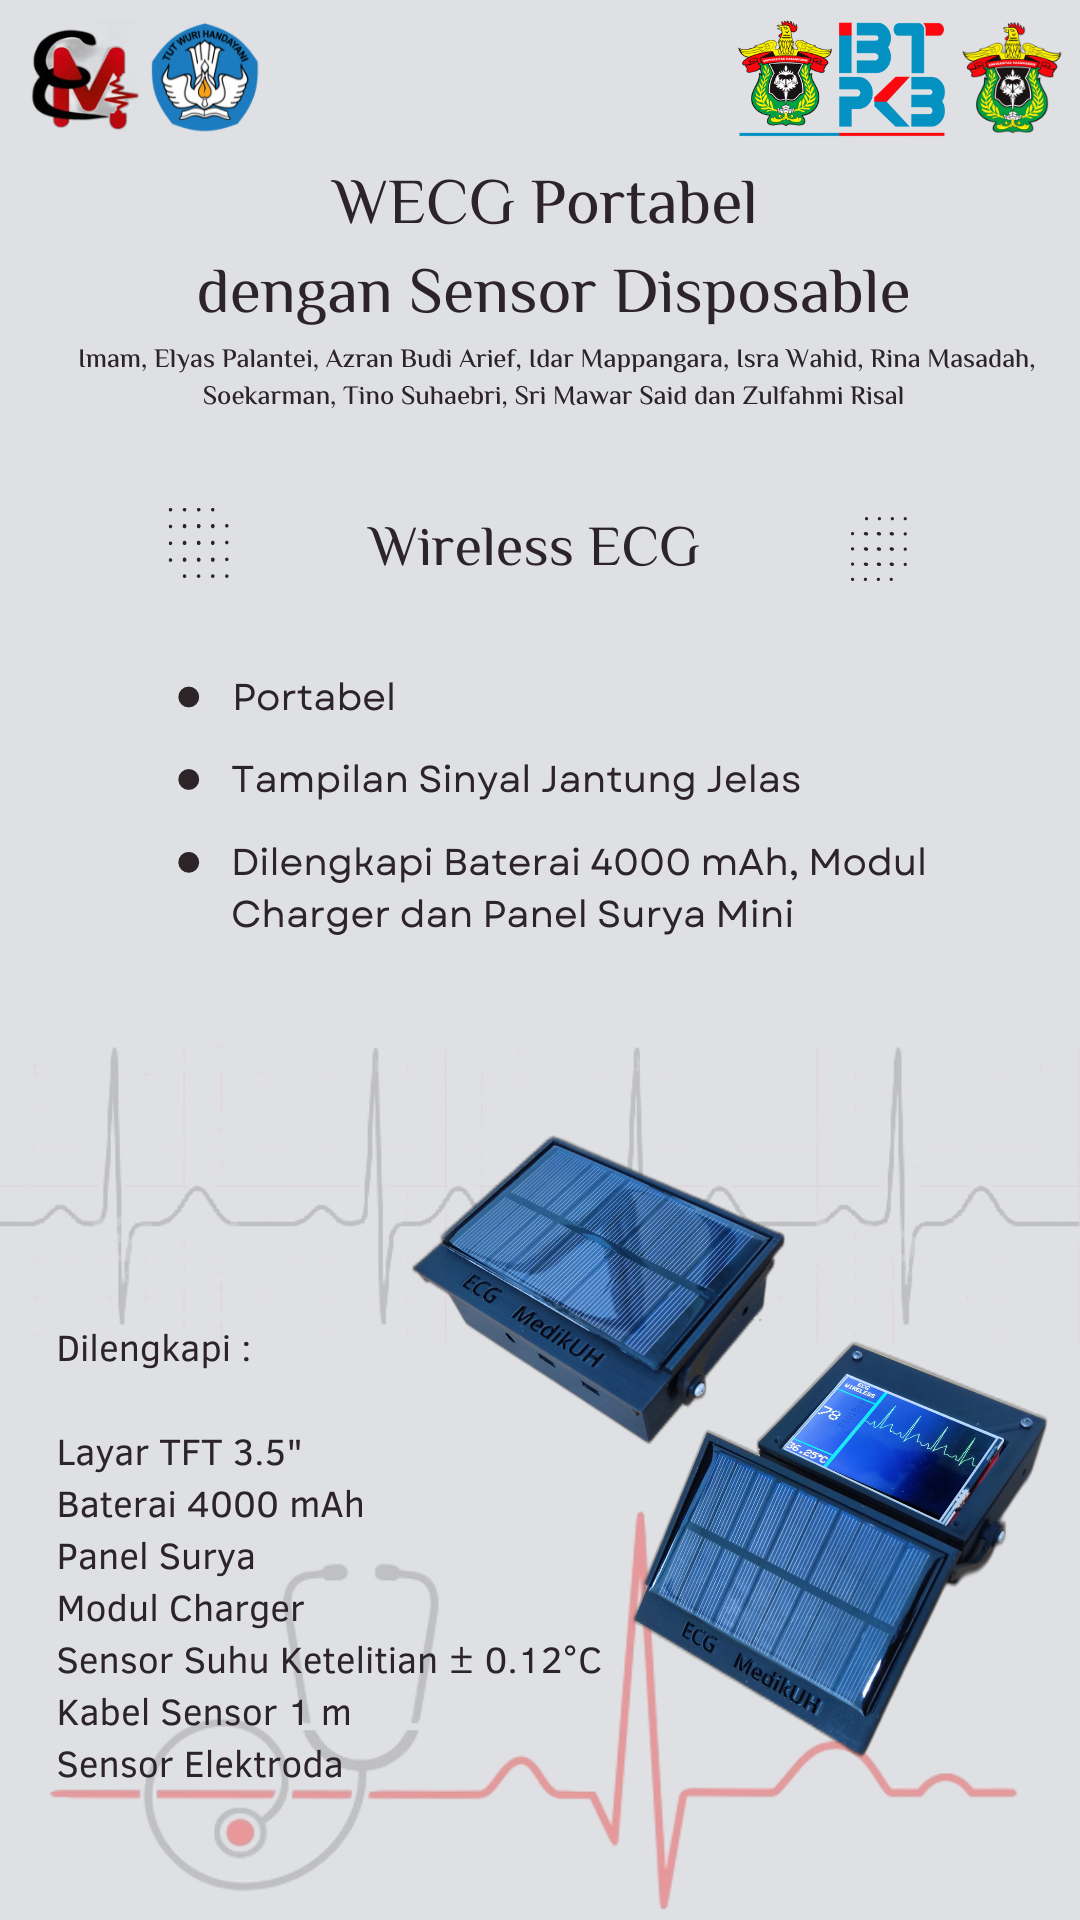 TUT WURI HANDAYANI
UNIVERSITAS HASANUDDIN
IBT
PKB
UNIVERSITAS HASANUDDIN
WECG Portabel
dengan Sensor Disposable
Imam, Elyas Palantei, Azran Budi Arief, Idar Mappangara, Isra Wahid, Rina Masadah,
Soekarman, Tino Suhaebri, Sri Mawar Said dan Zulfahmi Risal
Wireless ECG
Portabel
Tampilan Sinyal Jantung Jelas
Dilengkapi Baterai 4000 mAh, Modul
Charger dan Panel Surya Mini
ECG MedikUH
Dilengkapi :
ECG
WIRELESS
78
36.25°C
Layar TFT 3.5"
Baterai 4000 mAh
Panel Surya
Modul Charger
Sensor Suhu Ketelitian ± 0.12°C
Kabel Sensor 1 m
Sensor Elektroda
ECG MedikUH